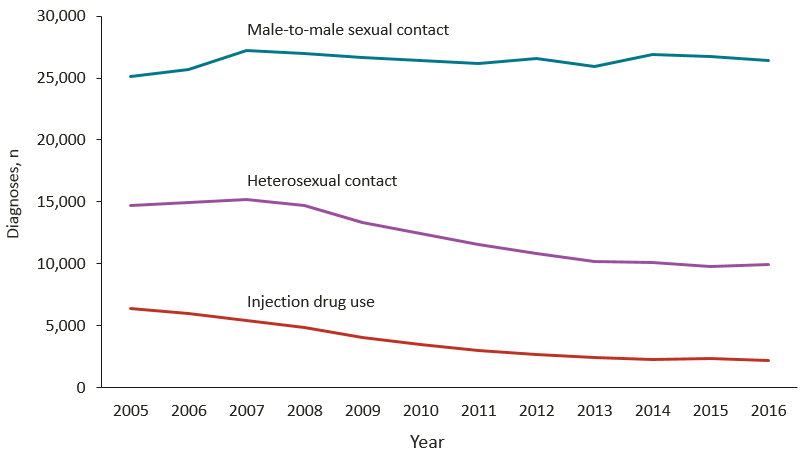 30,000
Male-to-male sexual contact
25,000
20,000
15,000
Heterosexual contact
10,000
Injection drug use
5,000
0
Diagnoses, n
2005 2006 2007 2008 2009 2010 2011 2012 2013 2014 2015 2016
Year